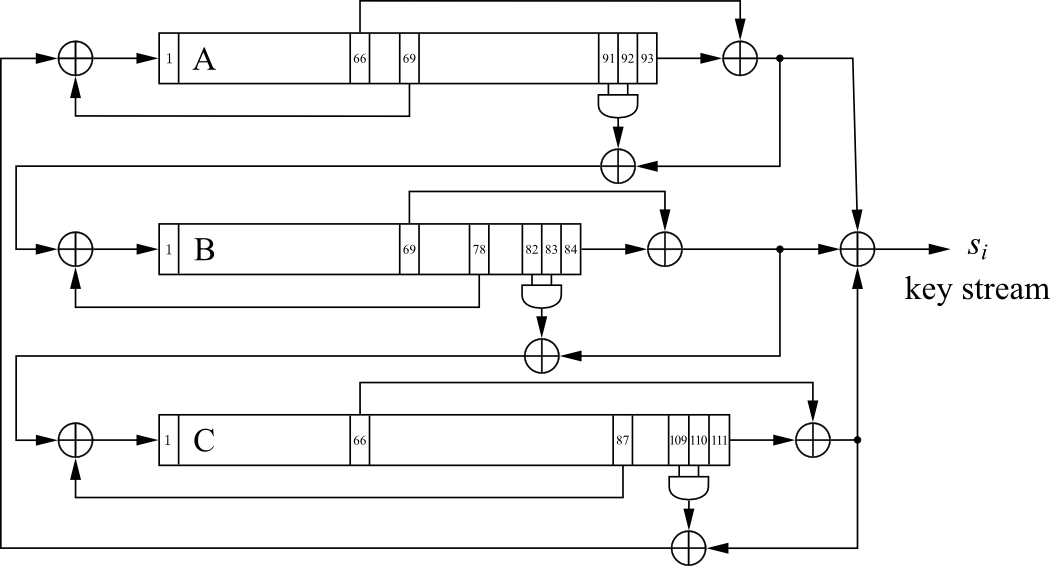 1 A 66 69 91 92 93
1 B 69 78 82 83 84
s_i
key stream
1 C 66 87 109 110 111